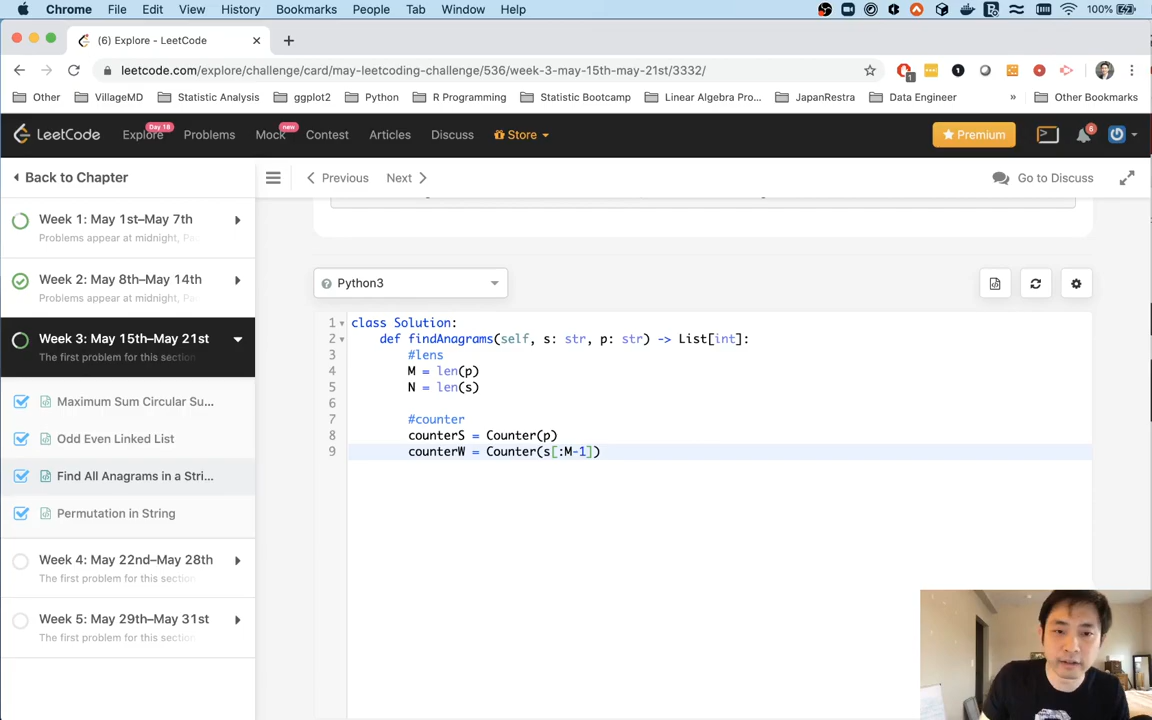 Chrome File Edit View History Bookmarks People Tab Window Help 100%
(6) Explore - LeetCode
leetcode.com/explore/challenge/card/may-leetcoding-challenge/536/week-3-may-15th-may-21st/3332/
Other VillageMD Statistic Analysis ggplot2 Python R Programming Statistic Bootcamp Linear Algebra Pro... JapanRestra Data Engineer » Other Bookmarks
LeetCode Explore Day 18 Problems Mock new Contest Articles Discuss Store Premium 6
Back to Chapter
Previous Next Go to Discuss
Week 1: May 1st–May 7th
Problems appear at midnight, Pa
Week 2: May 8th–May 14th
Problems appear at midnight, Pa
Week 3: May 15th–May 21st
The first problem for this section
Maximum Sum Circular Su...
Odd Even Linked List
Find All Anagrams in a Stri...
Permutation in String
Week 4: May 22nd–May 28th
The first problem for this section
Week 5: May 29th–May 31st
The first problem for this section
Python3
1 class Solution:
2 def findAnagrams(self, s: str, p: str) -> List[int]:
3 #lens
4 M = len(p)
5 N = len(s)
6
7 #counter
8 counterS = Counter(p)
9 counterW = Counter(s[:M-1])